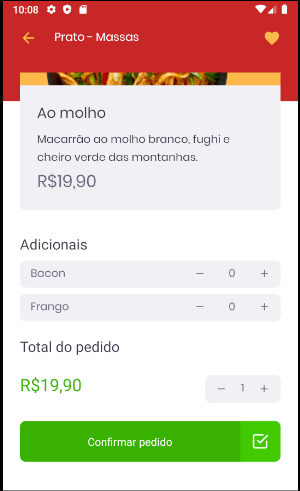 10:08
Prato - Massas
Ao molho
Macarrão ao molho branco, fughi e
cheiro verde das montanhas.
R$19,90
Adicionais
Bacon − 0 +
Frango − 0 +
Total do pedido
R$19,90 − 1 +
Confirmar pedido